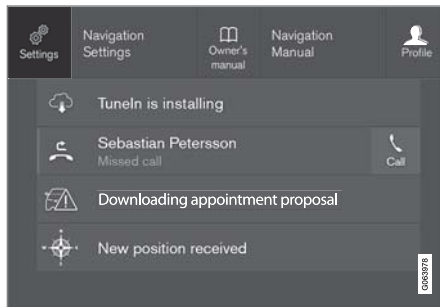 Settings
Navigation
Settings
Owner's
manual
Navigation
Manual
Profile
TuneIn is installing
Sebastian Petersson
Missed call
Call
Downloading appointment proposal
New position received
G063978